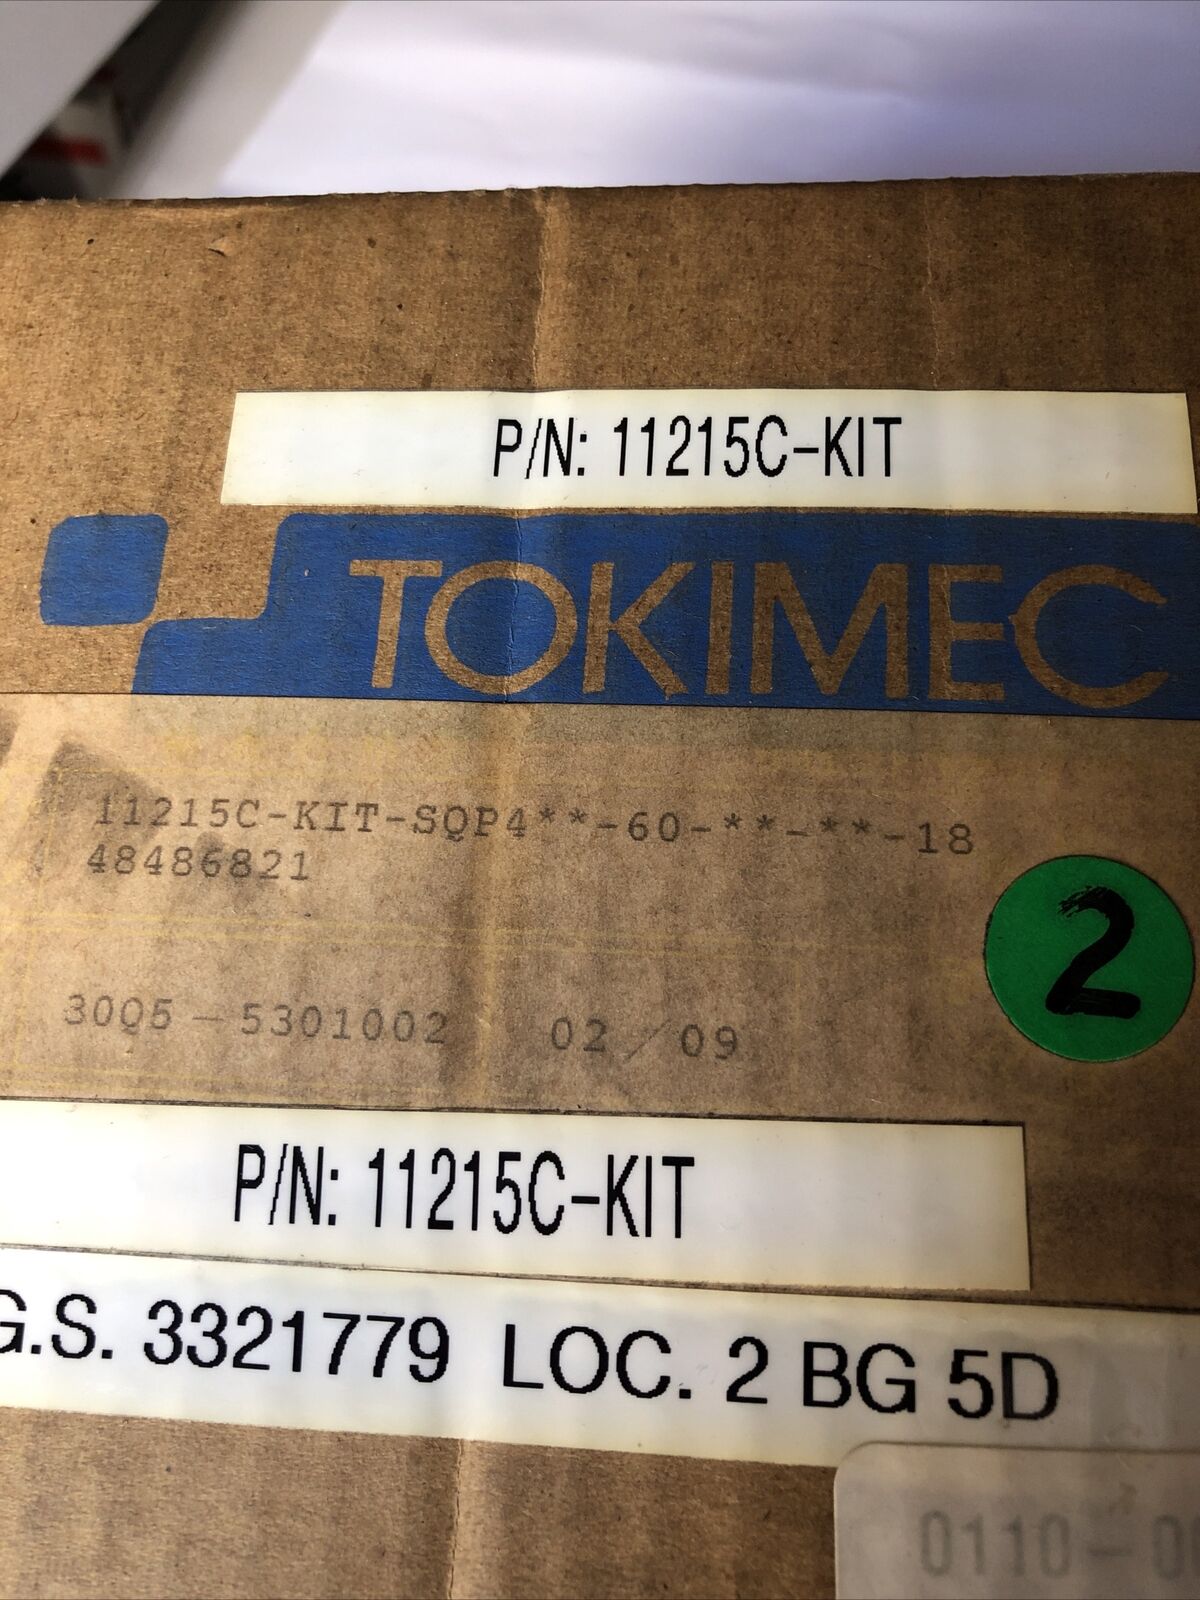 P/N: 11215C-KIT
TOKIMEC
11215C-KIT-SQP4**-60-**-**-18
48486821
2
30Q5 - 5301002 02 / 09
P/N: 11215C-KIT
G.S. 3321779 LOC. 2 BG 5D